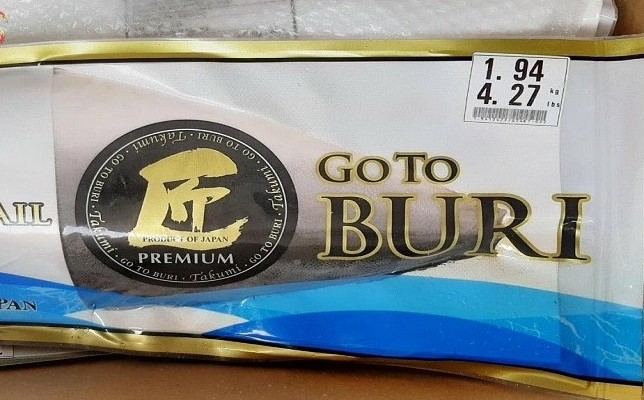 1. 94 kg
4. 27 lbs
GO TO
BURI
AIL
匠
PRODUCT OF JAPAN
PREMIUM
GO TO BURI · Takumi · GO TO BURI · Takumi · GO TO BURI · Takumi · GO TO BURI · Takumi
PAN